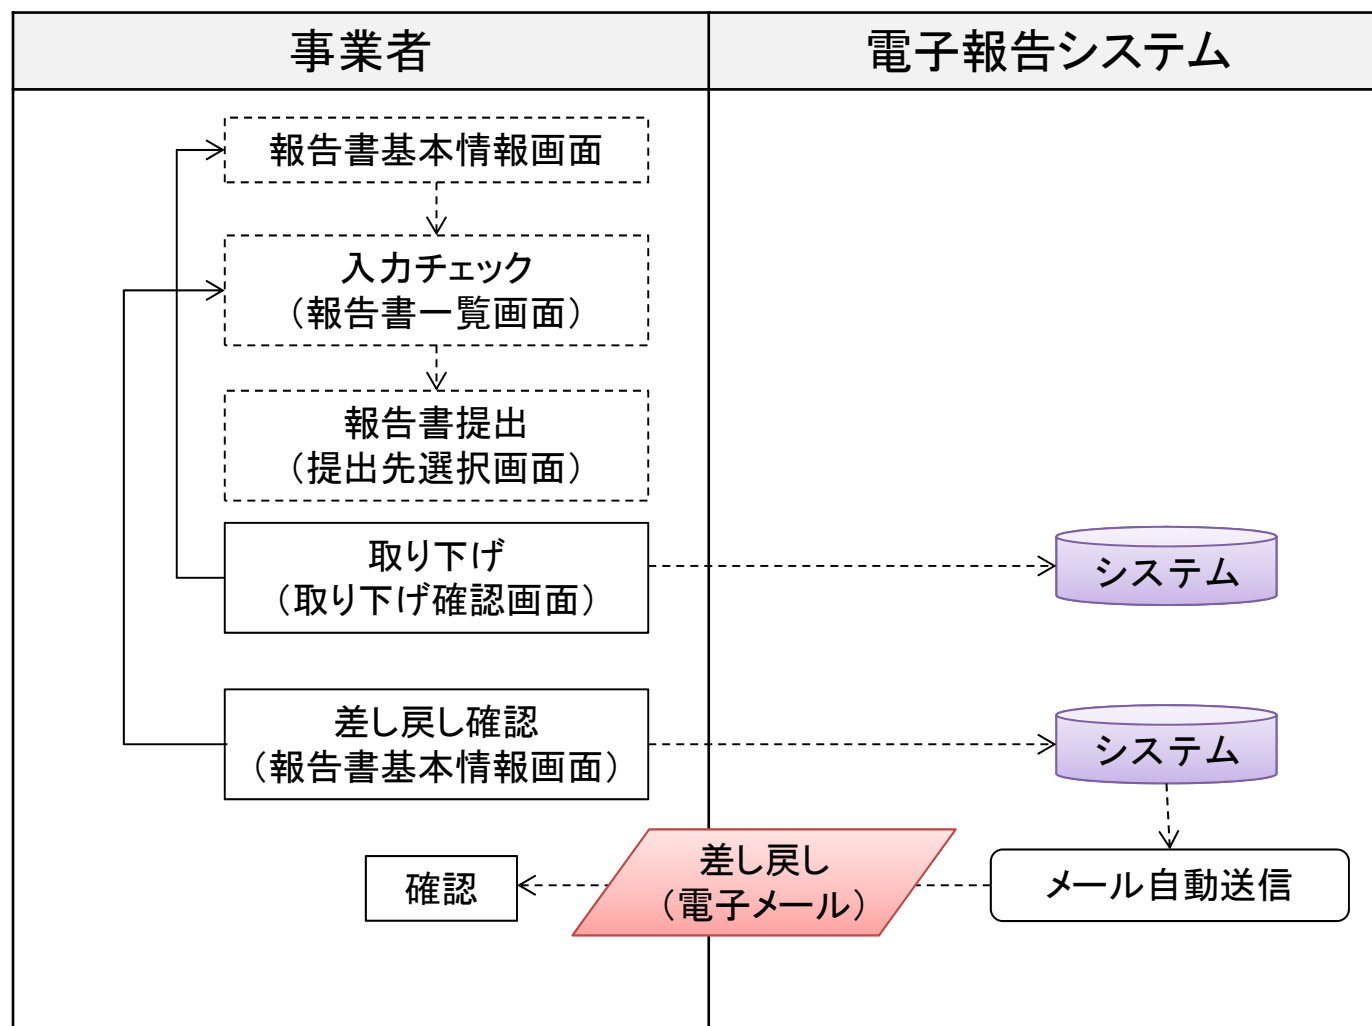 事業者
電子報告システム
報告書基本情報画面
入力チェック
（報告書一覧画面）
報告書提出
（提出先選択画面）
取り下げ
（取り下げ確認画面）
システム
差し戻し確認
（報告書基本情報画面）
システム
差し戻し
（電子メール）
確認
メール自動送信